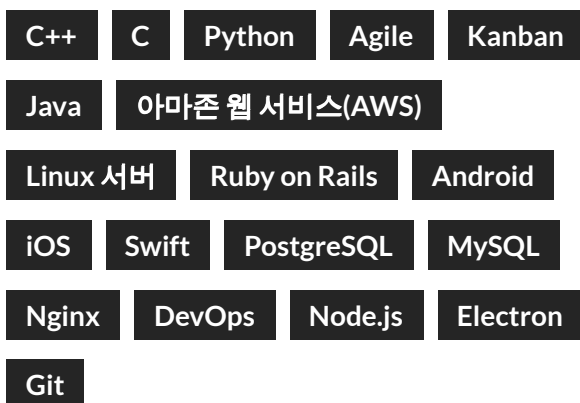 C++ C Python Agile Kanban
Java 아마존 웹 서비스(AWS)
Linux 서버 Ruby on Rails Android
iOS Swift PostgreSQL MySQL
Nginx DevOps Node.js Electron
Git